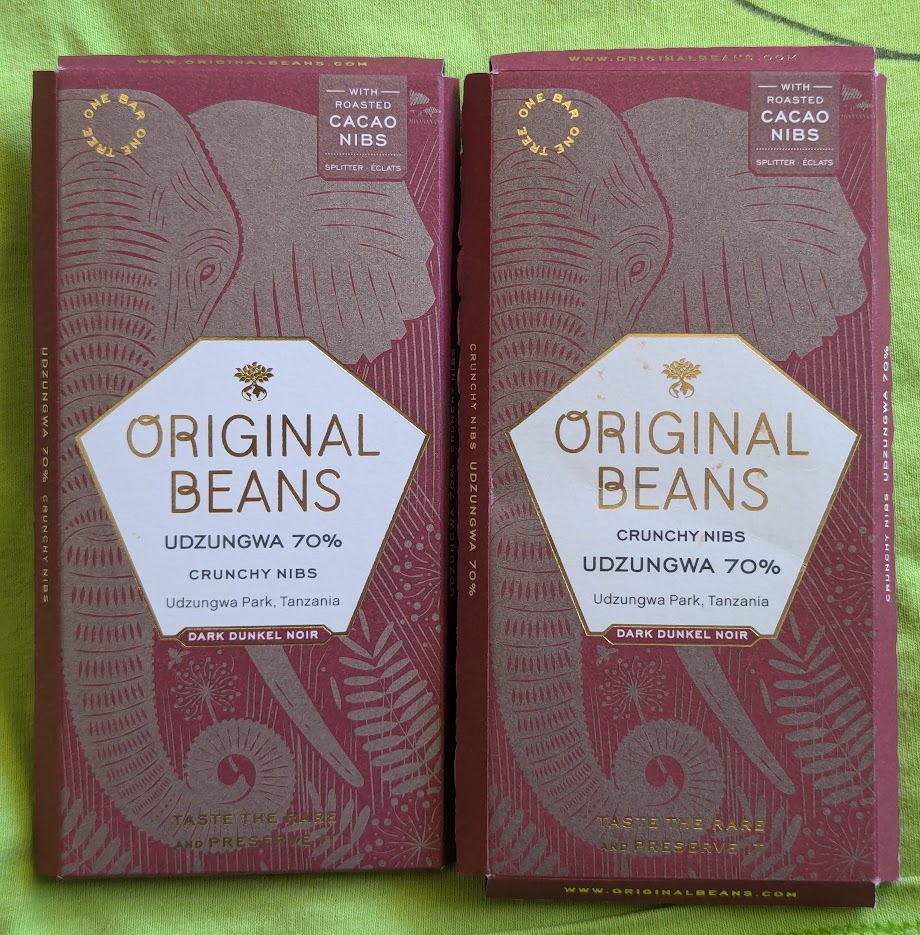 WWW.ORIGINALBEANS.COM
ONE BAR ONE TREE
WITH
ROASTED
CACAO
NIBS
SPLITTER · ÉCLATS
ORIGINAL
BEANS
UDZUNGWA 70%
CRUNCHY NIBS
Udzungwa Park, Tanzania
DARK DUNKEL NOIR
TASTE THE RARE
AND PRESERVE IT
UDZUNGWA 70% CRUNCHY NIBS
WWW.ORIGINALBEANS.COM
ONE BAR ONE TREE
WITH
ROASTED
CACAO
NIBS
SPLITTER · ÉCLATS
ORIGINAL
BEANS
CRUNCHY NIBS
UDZUNGWA 70%
Udzungwa Park, Tanzania
DARK DUNKEL NOIR
TASTE THE RARE
AND PRESERVE IT
CRUNCHY NIBS UDZUNGWA 70%
CRUNCHY NIBS UDZUNGWA 70%
WWW.ORIGINALBEANS.COM